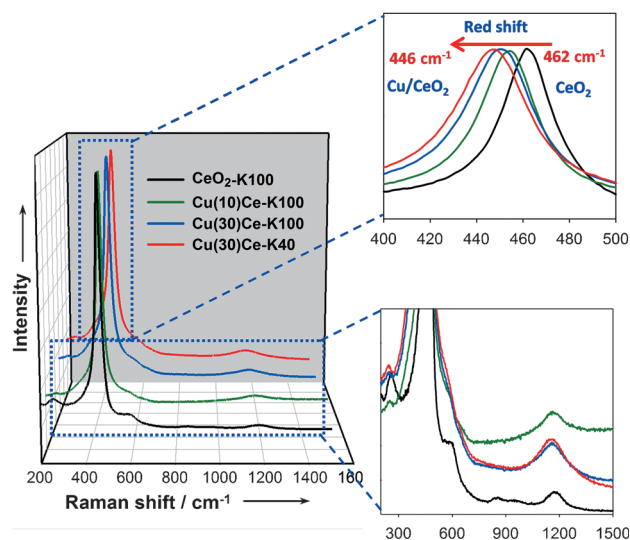 Red shift
446 cm⁻¹ 462 cm⁻¹
Cu/CeO₂ CeO₂
400 420 440 460 480 500
CeO₂-K100
Cu(10)Ce-K100
Cu(30)Ce-K100
Cu(30)Ce-K40
Intensity
200 400 600 800 1000 1200 1400 160
Raman shift / cm⁻¹
300 600 900 1200 1500